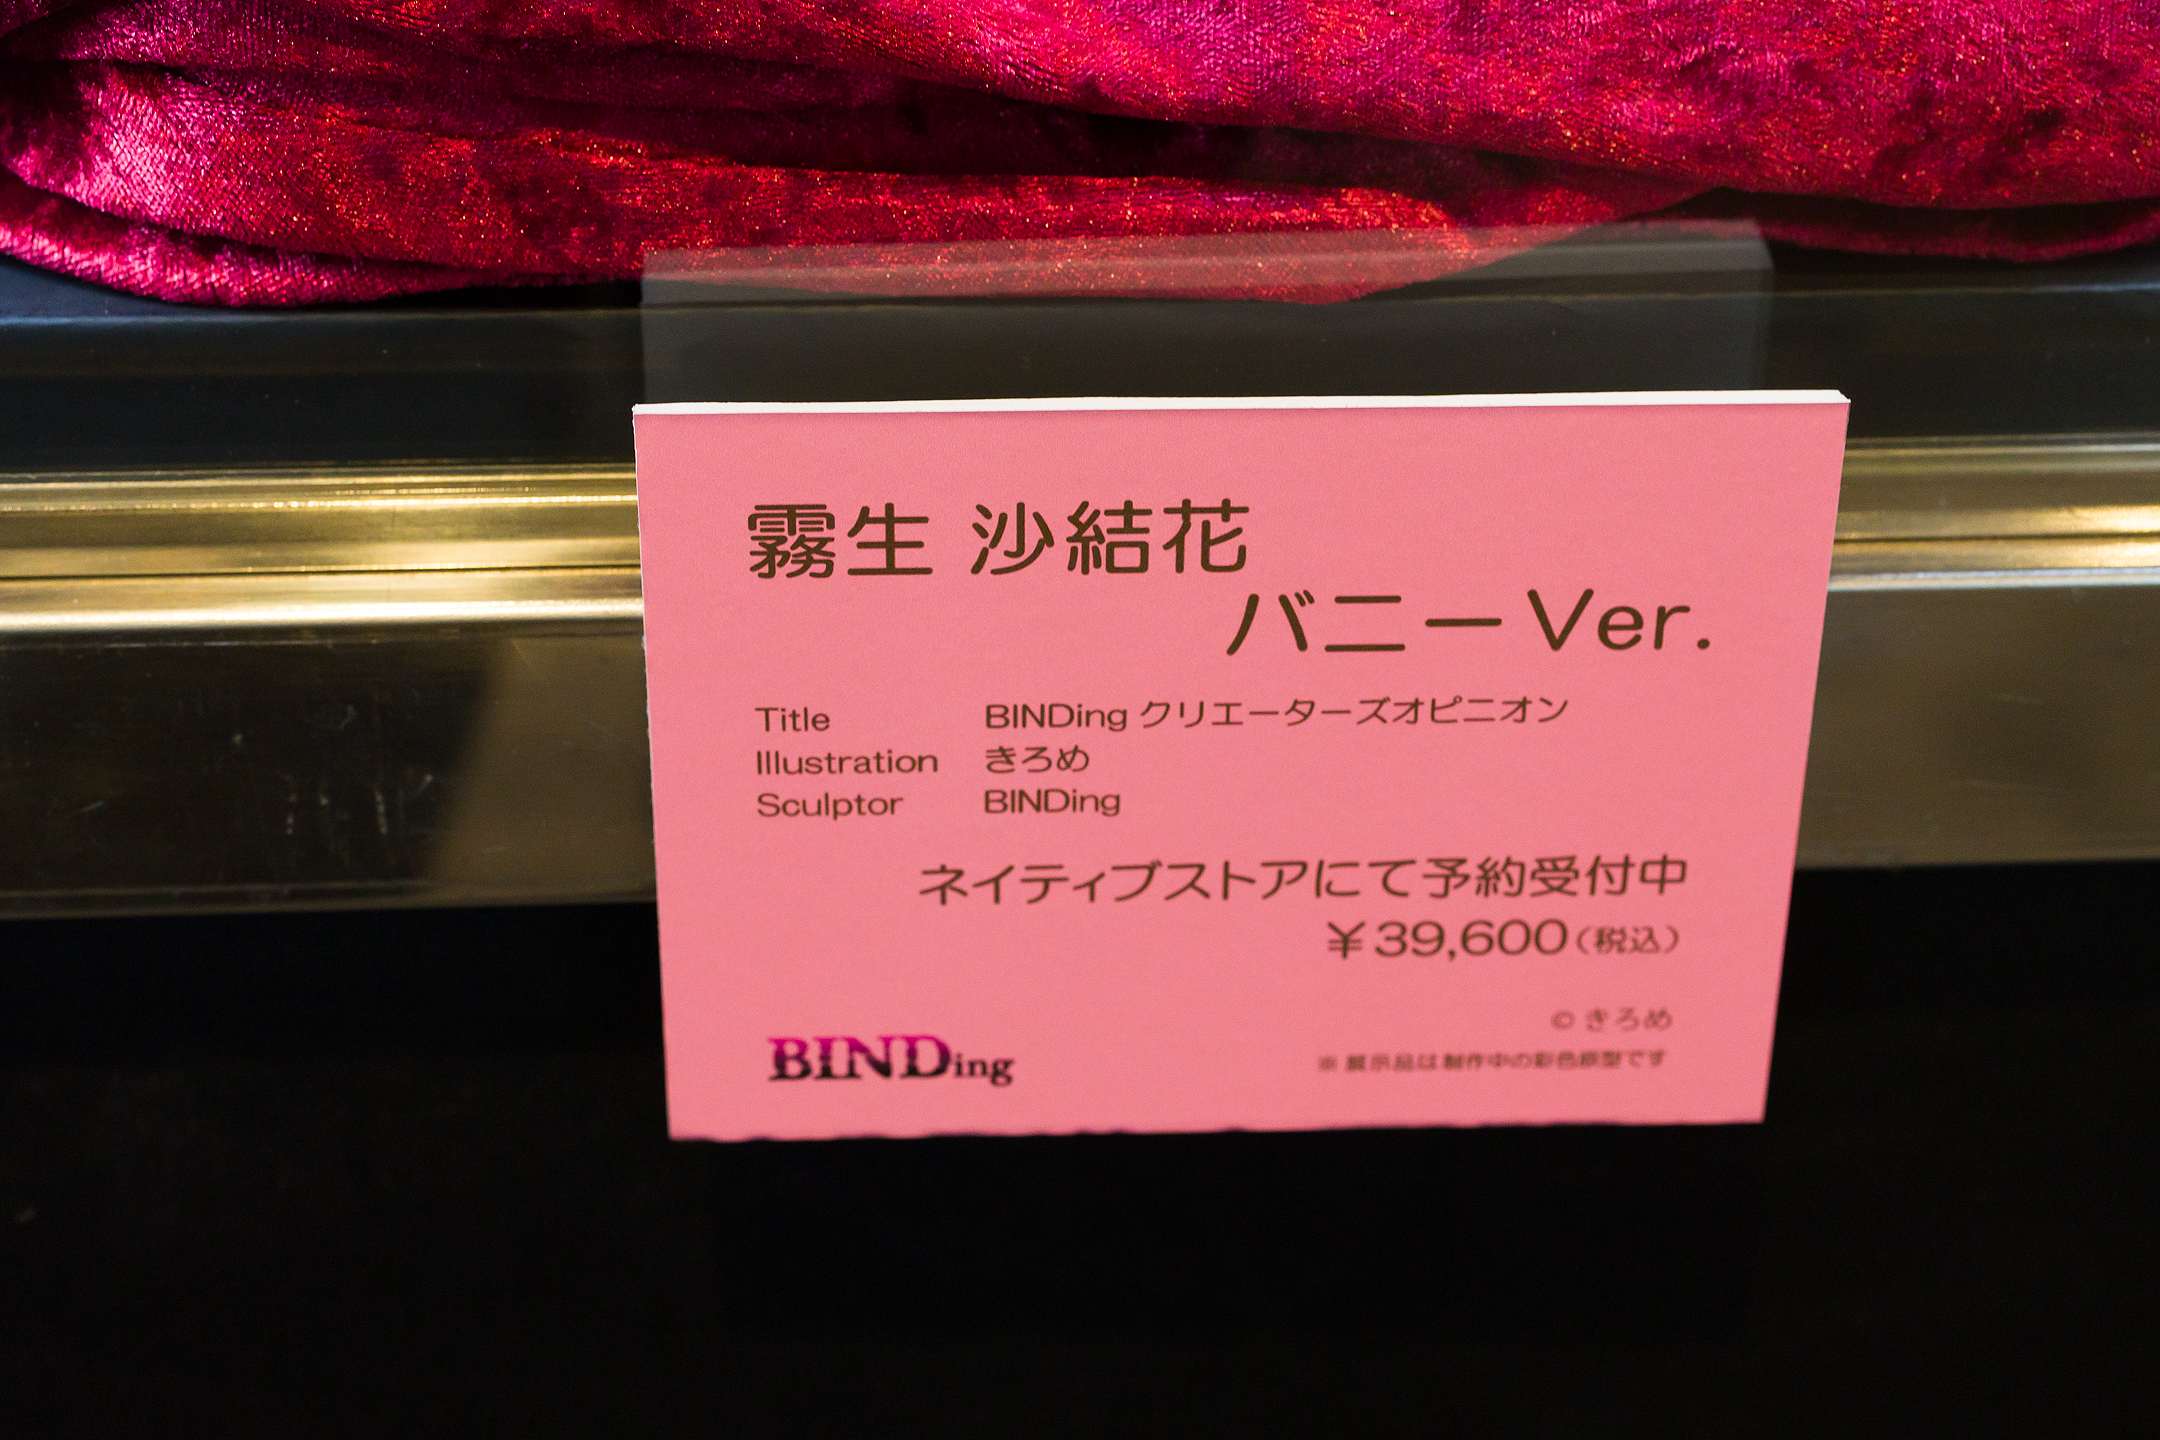 霧生 沙結花
バニーVer.
Title BINDing クリエーターズオピニオン
Illustration きろめ
Sculptor BINDing
ネイティブストアにて予約受付中
¥39,600(税込)
© きろめ
BINDing
※ 展示品は制作中の彩色原型です